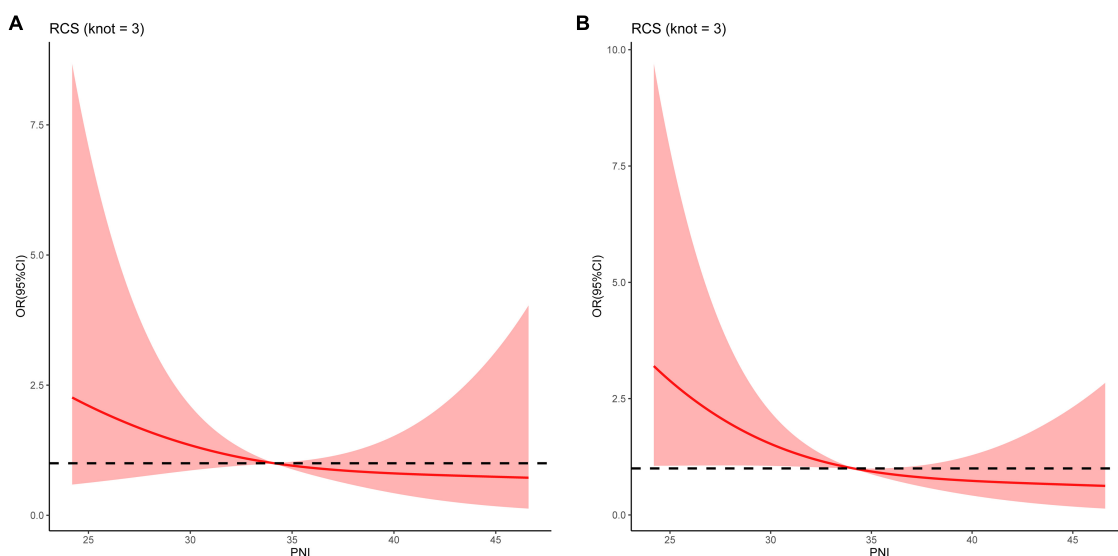 A
RCS (knot = 3)
OR(95%CI)
7.5
5.0
2.5
0.0
25 30 35 40 45
PNI
B
RCS (knot = 3)
OR(95%CI)
10.0
7.5
5.0
2.5
0.0
25 30 35 40 45
PNI